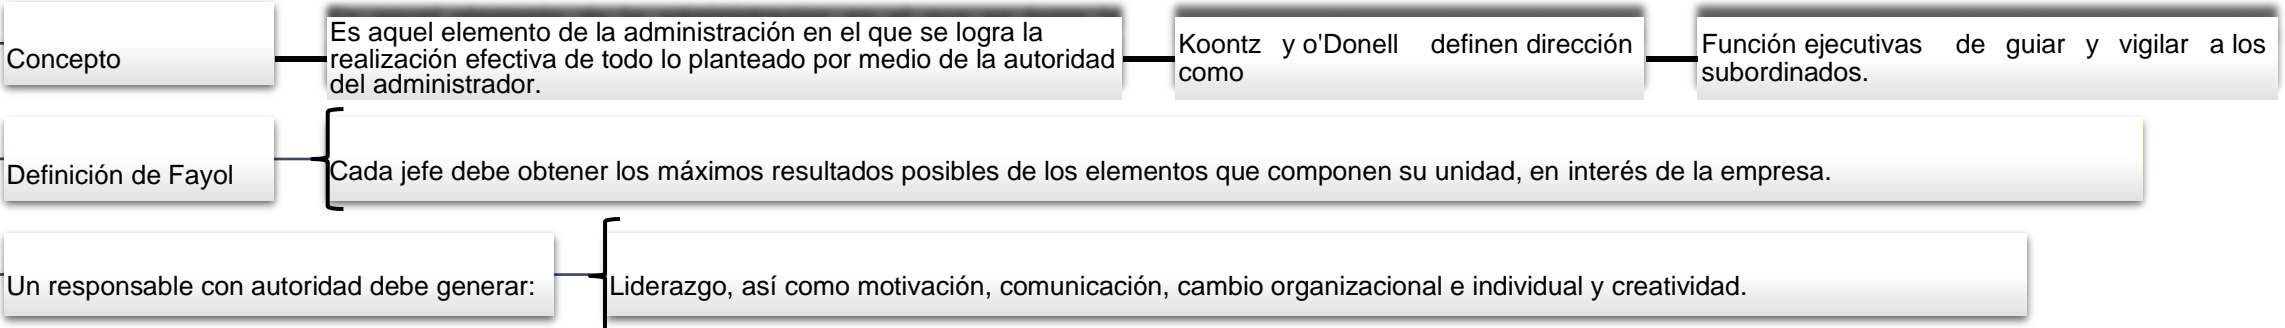 Concepto
Es aquel elemento de la administración en el que se logra la
realización efectiva de todo lo planteado por medio de la autoridad
del administrador.
Koontz y o'Donell definen dirección
como
Función ejecutivas de guiar y vigilar a los
subordinados.
Definición de Fayol
Cada jefe debe obtener los máximos resultados posibles de los elementos que componen su unidad, en interés de la empresa.
Un responsable con autoridad debe generar:
Liderazgo, así como motivación, comunicación, cambio organizacional e individual y creatividad.